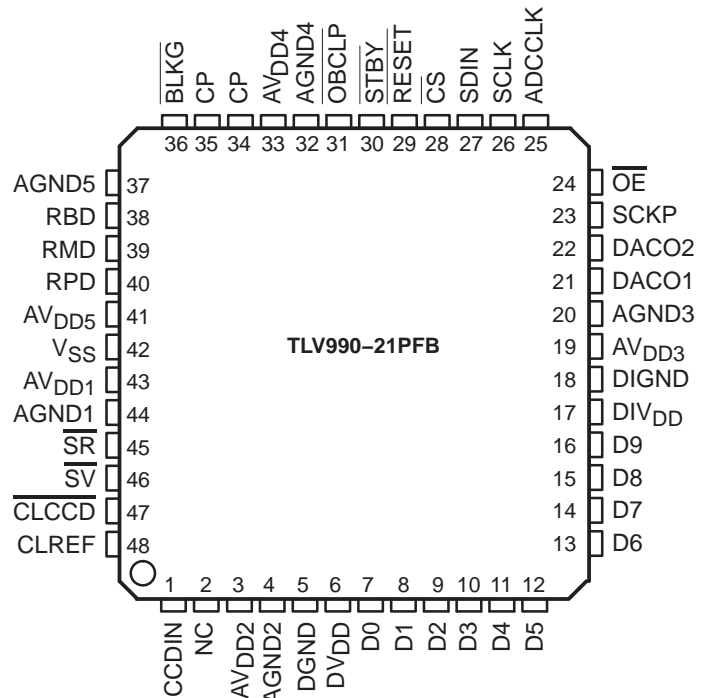 BLKG CP CP AVDD4 AGND4 OBCLP STBY RESET CS SDIN SCLK ADCCLK
36 35 34 33 32 31 30 29 28 27 26 25
AGND5 37 24 OE
RBD 38 23 SCKP
RMD 39 22 DACO2
RPD 40 21 DACO1
AVDD5 41 20 AGND3
VSS 42 TLV990–21PFB 19 AVDD3
AVDD1 43 18 DIGND
AGND1 44 17 DIVDD
SR 45 16 D9
SV 46 15 D8
CLCCD 47 14 D7
CLREF 48 13 D6
1 2 3 4 5 6 7 8 9 10 11 12
CCDIN NC AVDD2 AGND2 DGND DVDD D0 D1 D2 D3 D4 D5